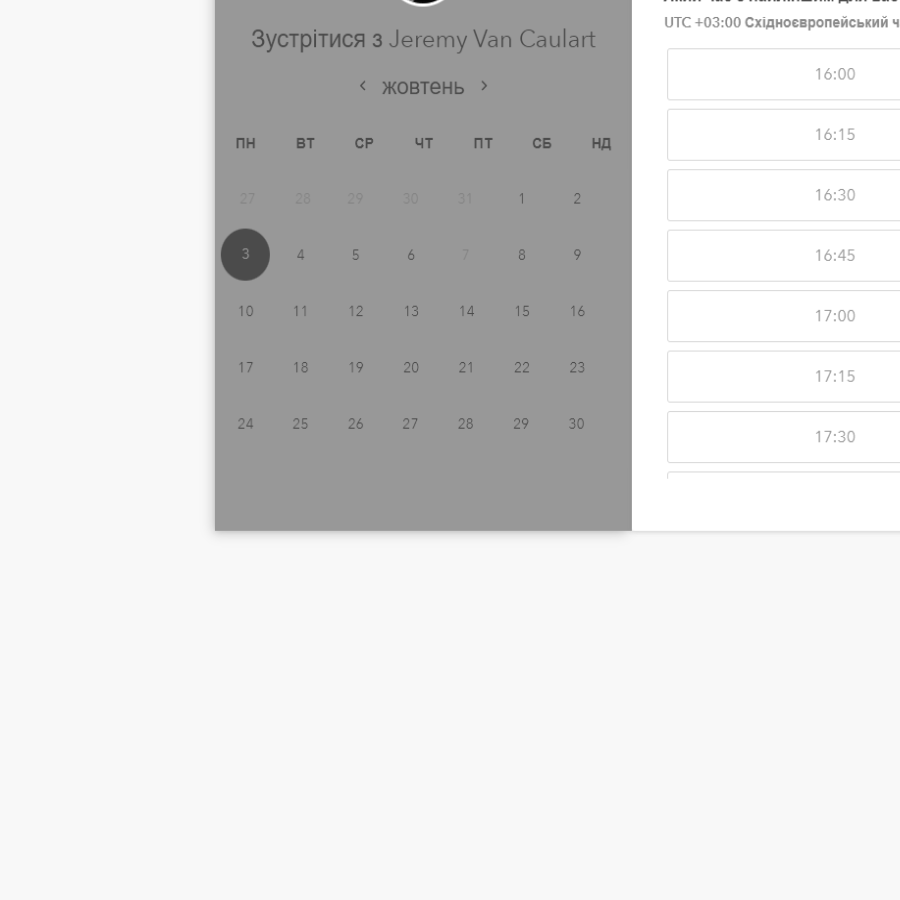 Зустрітися з Jeremy Van Caulart
жовтень
ПН ВТ СР ЧТ ПТ СБ НД
27 28 29 30 31 1 2
3 4 5 6 7 8 9
10 11 12 13 14 15 16
17 18 19 20 21 22 23
24 25 26 27 28 29 30
UTC +03:00 Східноєвропейський ч
16:00
16:15
16:30
16:45
17:00
17:15
17:30